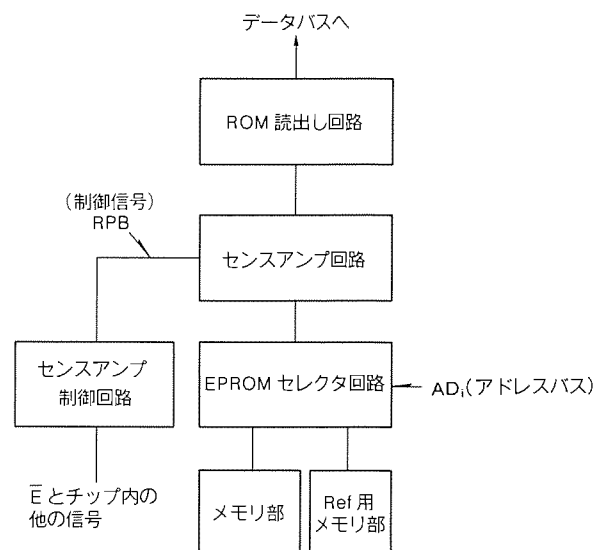 データバスへ
ROM 読出し回路
(制御信号)
RPB
センスアンプ回路
センスアンプ
制御回路
EPROM セレクタ回路
ADi(アドレスバス)
E̅とチップ内の
他の信号
メモリ部
Ref 用
メモリ部